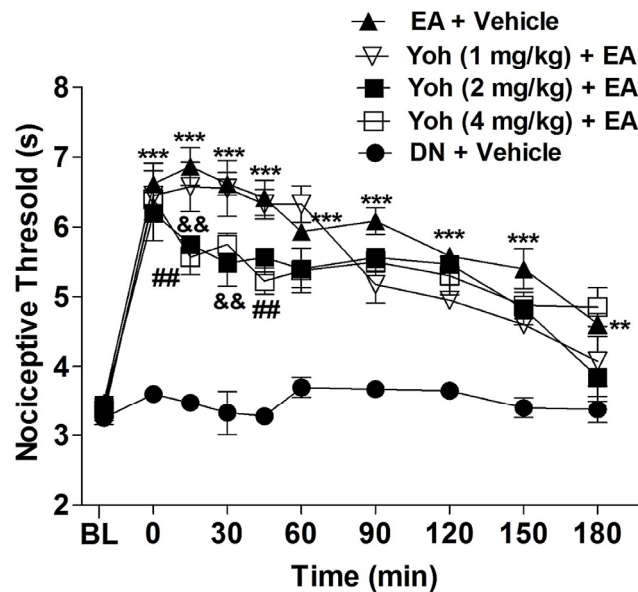 EA + Vehicle
Yoh (1 mg/kg) + EA
Yoh (2 mg/kg) + EA
Yoh (4 mg/kg) + EA
DN + Vehicle
Nociceptive Thresold (s)
8
7
6
5
4
3
2
***
***
***
***
***
***
***
***
**
&&
##
&&
##
BL 0 30 60 90 120 150 180
Time (min)